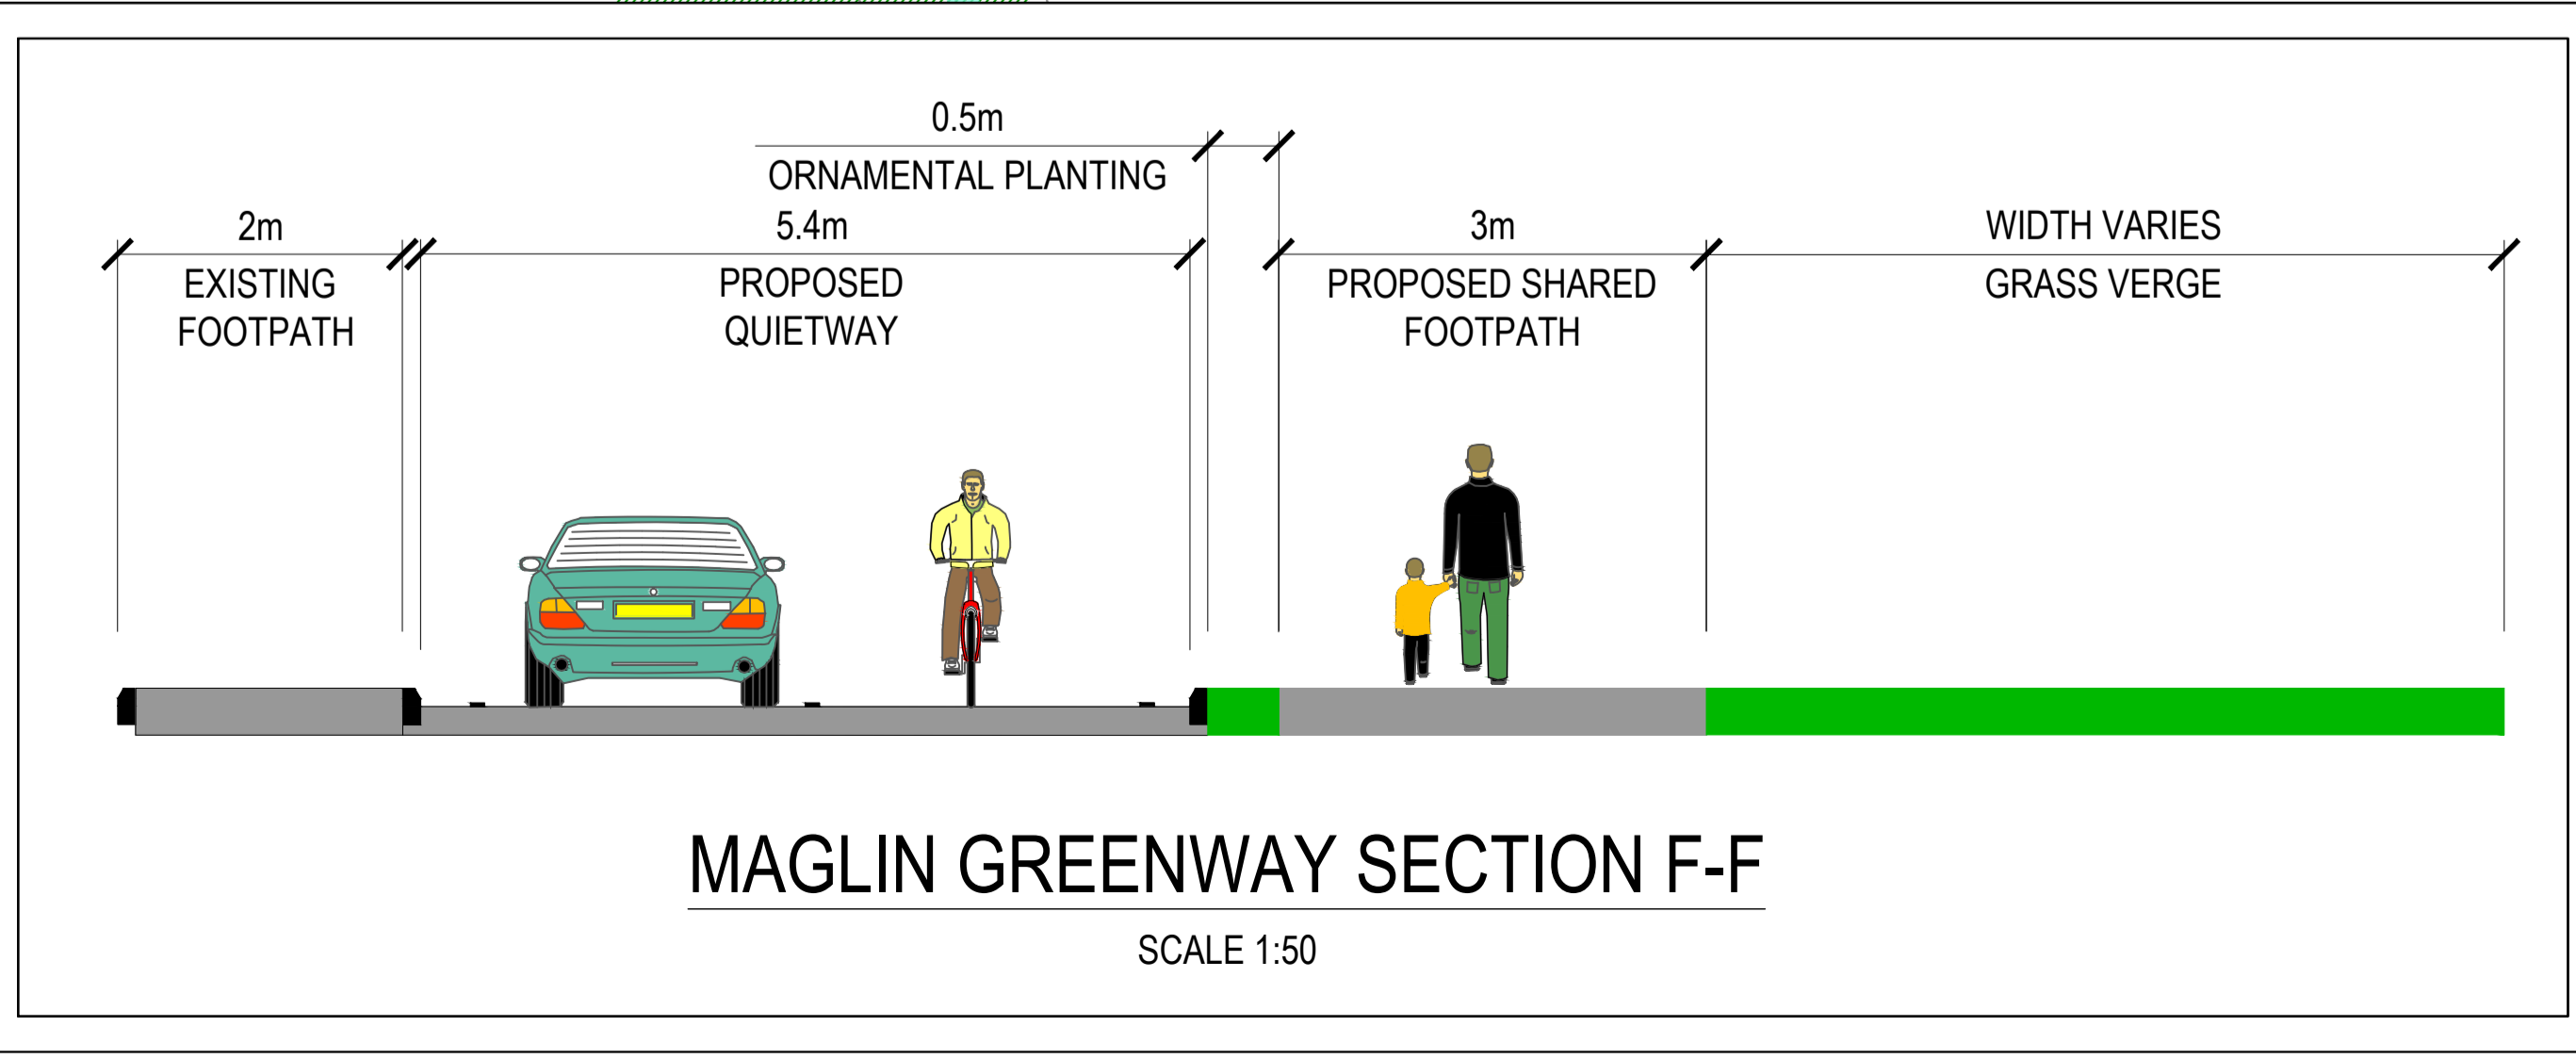 0.5m
ORNAMENTAL PLANTING
2m
EXISTING
FOOTPATH
5.4m
PROPOSED
QUIETWAY
3m
PROPOSED SHARED
FOOTPATH
WIDTH VARIES
GRASS VERGE
MAGLIN GREENWAY SECTION F-F
SCALE 1:50